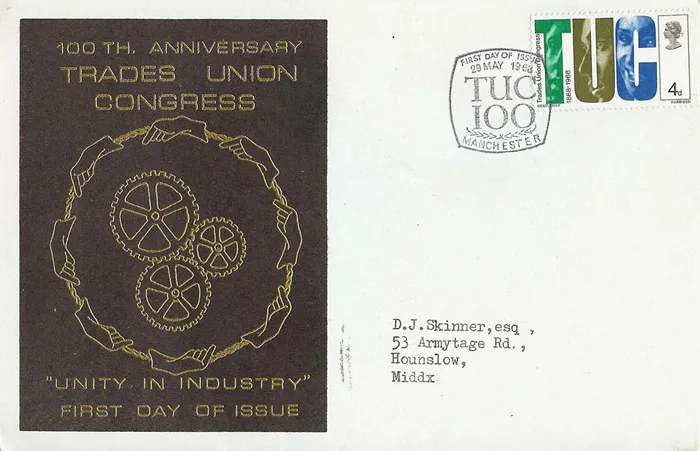 100 TH. ANNIVERSARY
TRADES UNION
CONGRESS
"UNITY IN INDUSTRY"
FIRST DAY OF ISSUE
FIRST DAY OF ISSUE
29 MAY 1968
TUC
100
MANCHESTER
TUC
Trades Union Congress
1868-1968
4d
HARRISON
D.J.Skinner,esq ,
53 Armytage Rd.,
Hounslow,
Middx